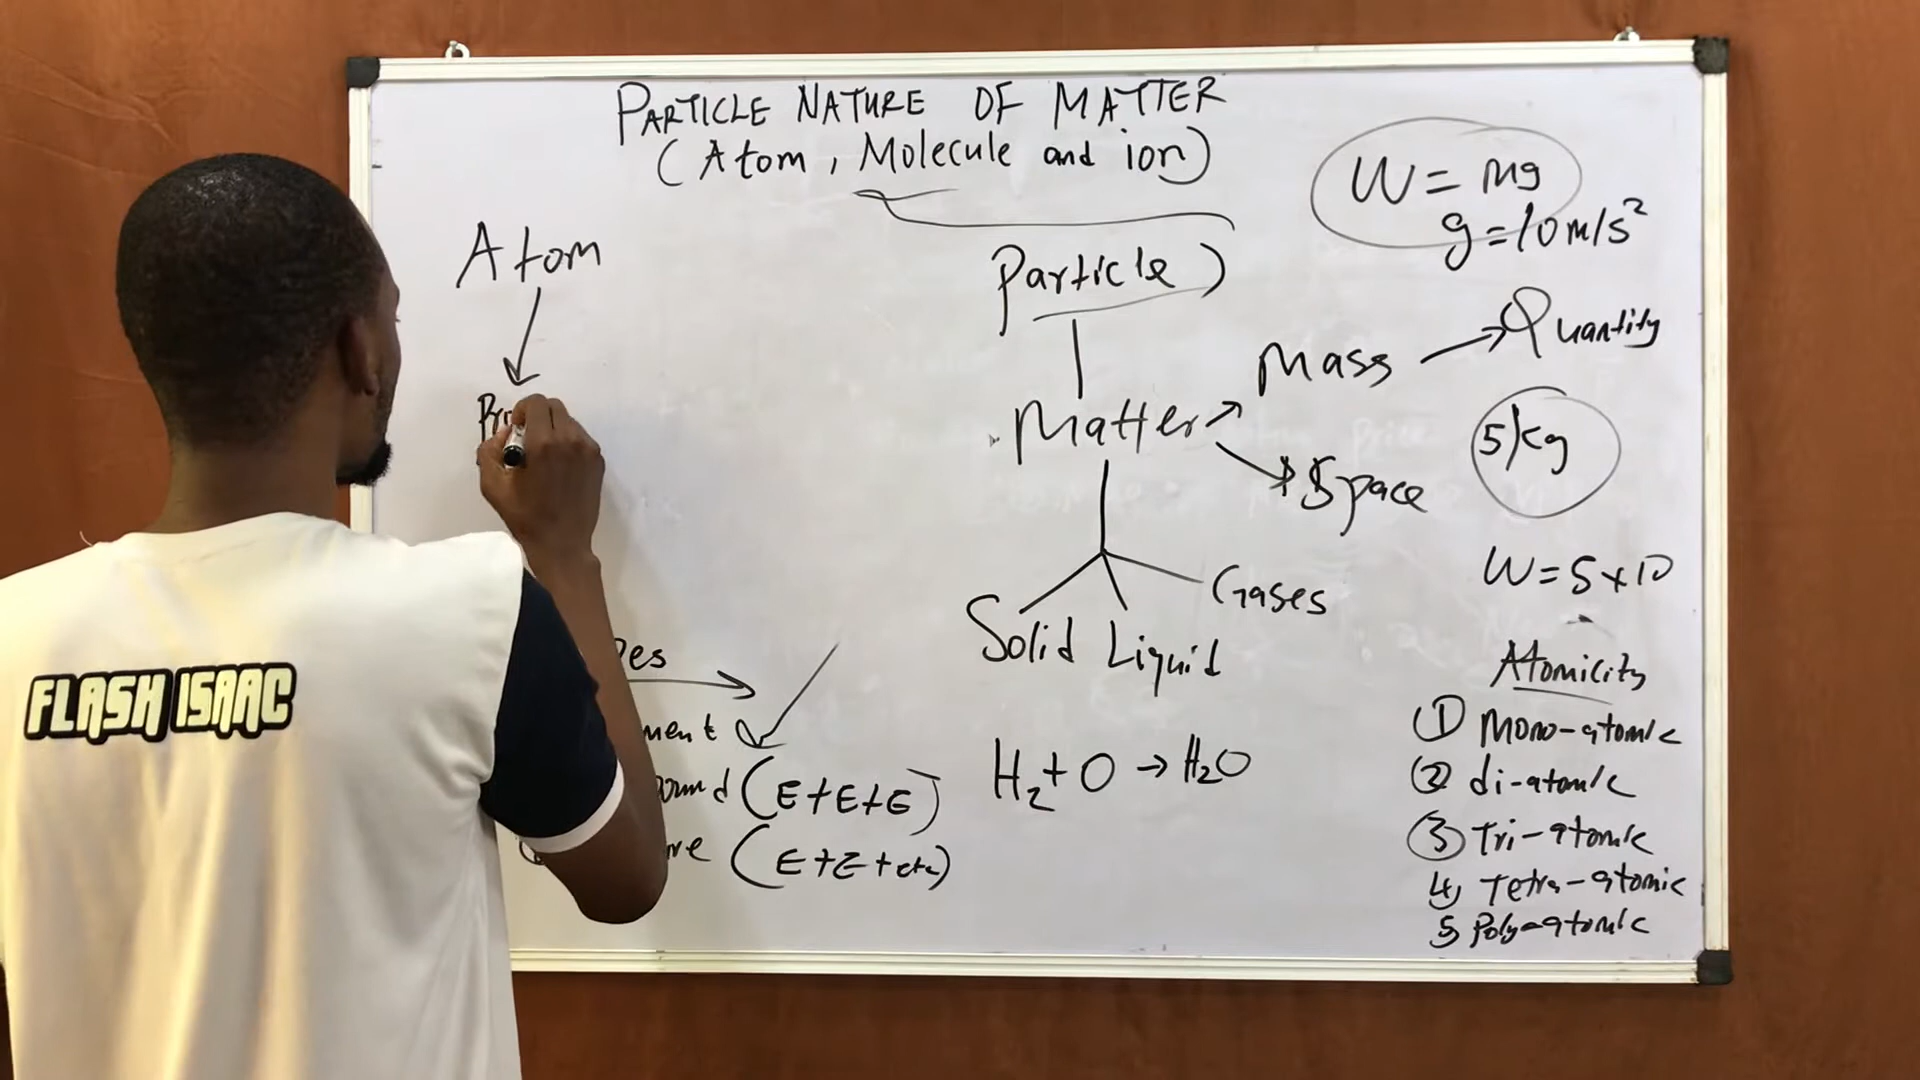 PARTICLE NATURE OF MATTER
(Atom, Molecule and ion)
W = mg
g = 10m/s²
Atom
Particle)
Mass → Quantity
Matter
Space
5kg
W = 5 x 10
Solid Liquid Gases
Atomicity
① Mono-atomic
② di-atomic
③ Tri-atomic
4) Tetra-atomic
5) Poly-atomic
H₂ + O → H₂O
(E+E+E)
(E+E+etc)
FLASH ISAAC